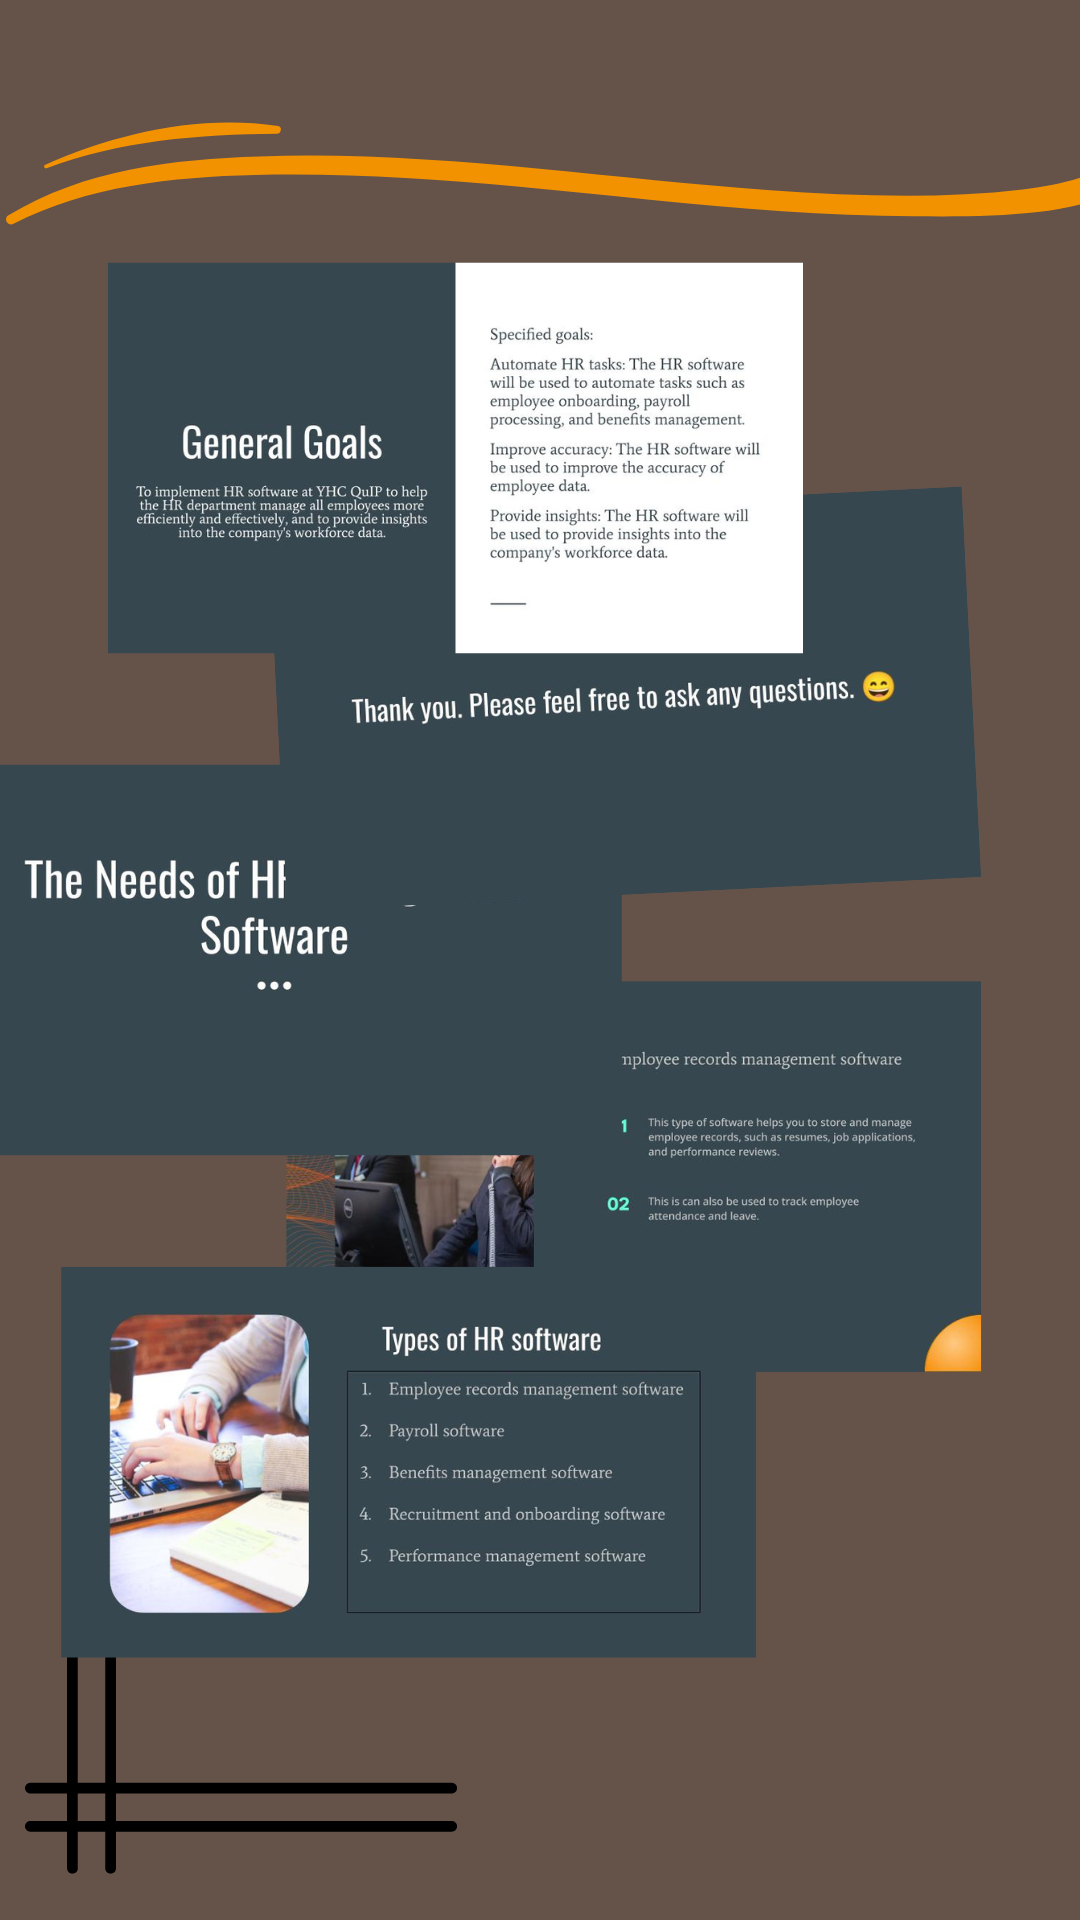 General Goals
To implement HR software at YHC QuIP to help
the HR department manage all employees more
efficiently and effectively, and to provide insights
into the company's workforce data.
Specified goals:
Automate HR tasks: The HR software
will be used to automate tasks such as
employee onboarding, payroll
processing, and benefits management.
Improve accuracy: The HR software will
be used to improve the accuracy of
employee data.
Provide insights: The HR software will
be used to provide insights into the
company's workforce data.
Thank you. Please feel free to ask any questions. 😄
The Needs of HR
Software
...
mployee records management software
1 This type of software helps you to store and manage
employee records, such as resumes, job applications,
and performance reviews.
02 This is can also be used to track employee
attendance and leave.
Types of HR software
1. Employee records management software
2. Payroll software
3. Benefits management software
4. Recruitment and onboarding software
5. Performance management software